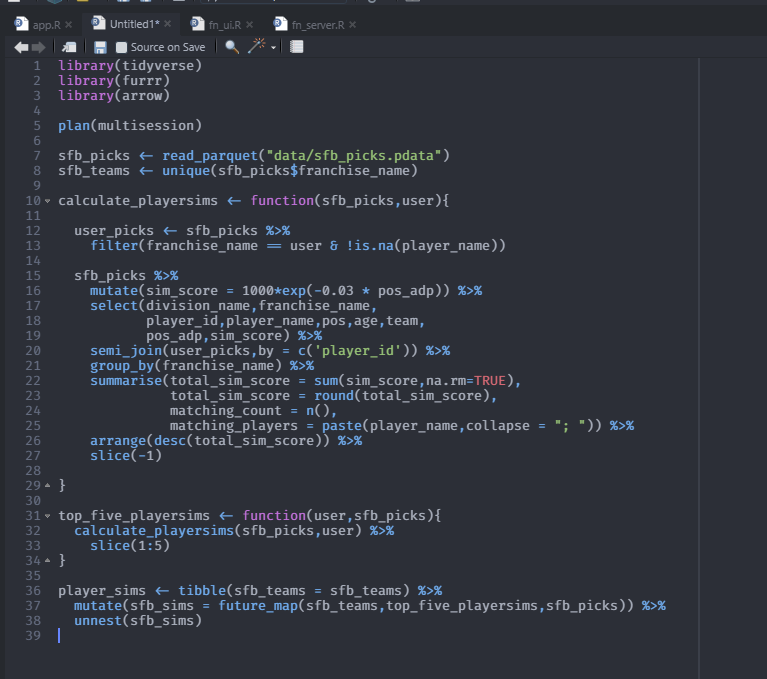 app.R × Untitled1* × fn_ui.R × fn_server.R ×
Source on Save
1 library(tidyverse)
2 library(furrr)
3 library(arrow)
4
5 plan(multisession)
6
7 sfb_picks <- read_parquet("data/sfb_picks.pdata")
8 sfb_teams <- unique(sfb_picks$franchise_name)
9
10 calculate_playersims <- function(sfb_picks,user){
11
12 user_picks <- sfb_picks %>%
13 filter(franchise_name == user & !is.na(player_name))
14
15 sfb_picks %>%
16 mutate(sim_score = 1000*exp(-0.03 * pos_adp)) %>%
17 select(division_name,franchise_name,
18 player_id,player_name,pos,age,team,
19 pos_adp,sim_score) %>%
20 semi_join(user_picks,by = c('player_id')) %>%
21 group_by(franchise_name) %>%
22 summarise(total_sim_score = sum(sim_score,na.rm=TRUE),
23 total_sim_score = round(total_sim_score),
24 matching_count = n(),
25 matching_players = paste(player_name,collapse = "; ")) %>%
26 arrange(desc(total_sim_score)) %>%
27 slice(-1)
28
29 }
30
31 top_five_playersims <- function(user,sfb_picks){
32 calculate_playersims(sfb_picks,user) %>%
33 slice(1:5)
34 }
35
36 player_sims <- tibble(sfb_teams = sfb_teams) %>%
37 mutate(sfb_sims = future_map(sfb_teams,top_five_playersims,sfb_picks)) %>%
38 unnest(sfb_sims)
39